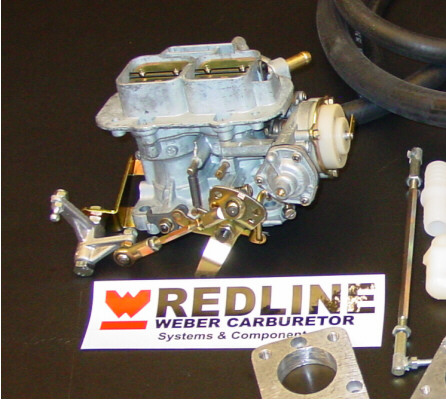 REDLINE
WEBER CARBURETOR
Systems & Component